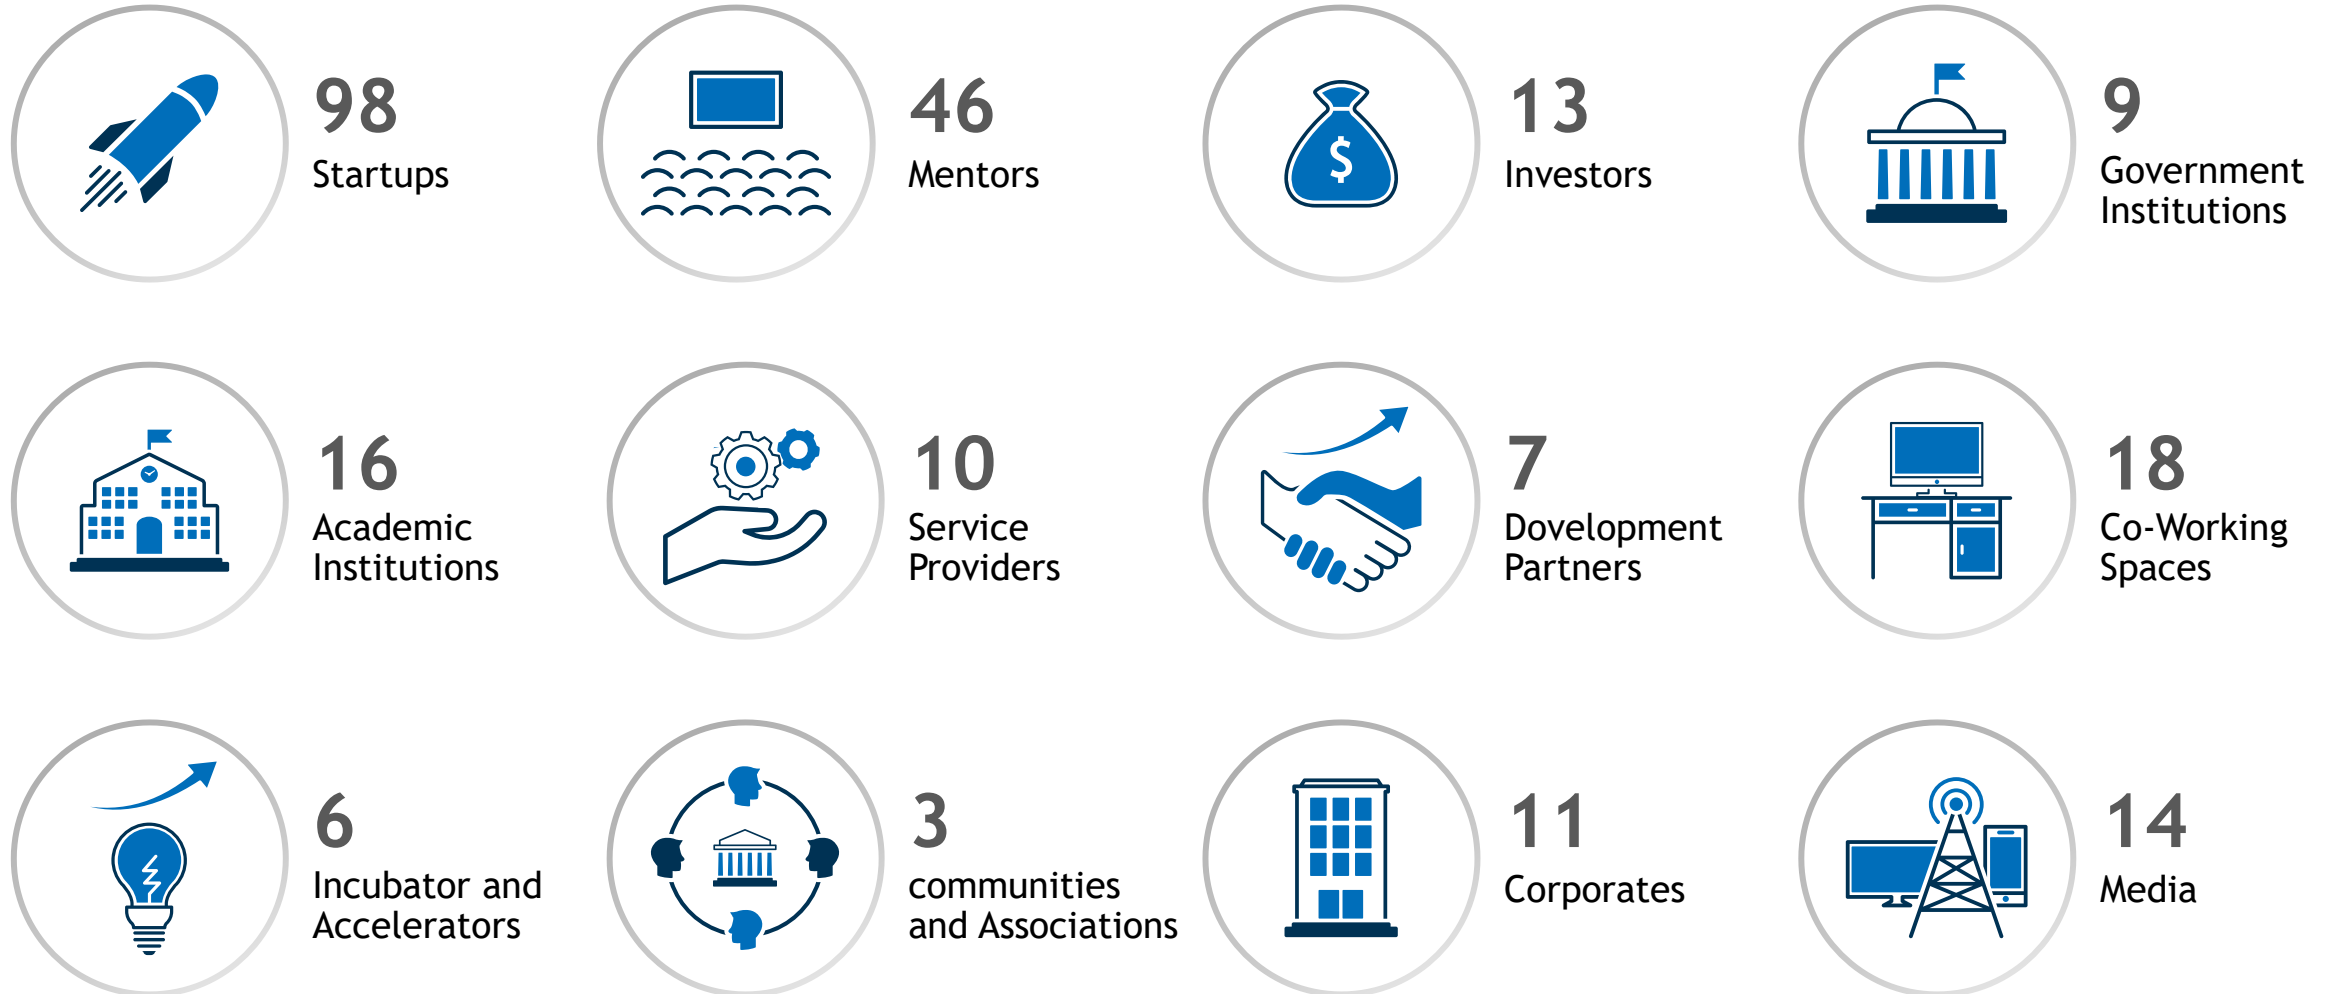 98
Startups
46
Mentors
13
Investors
9
Government
Institutions
16
Academic
Institutions
10
Service
Providers
7
Dovelopment
Partners
18
Co-Working
Spaces
6
Incubator and
Accelerators
3
communities
and Associations
11
Corporates
14
Media
$